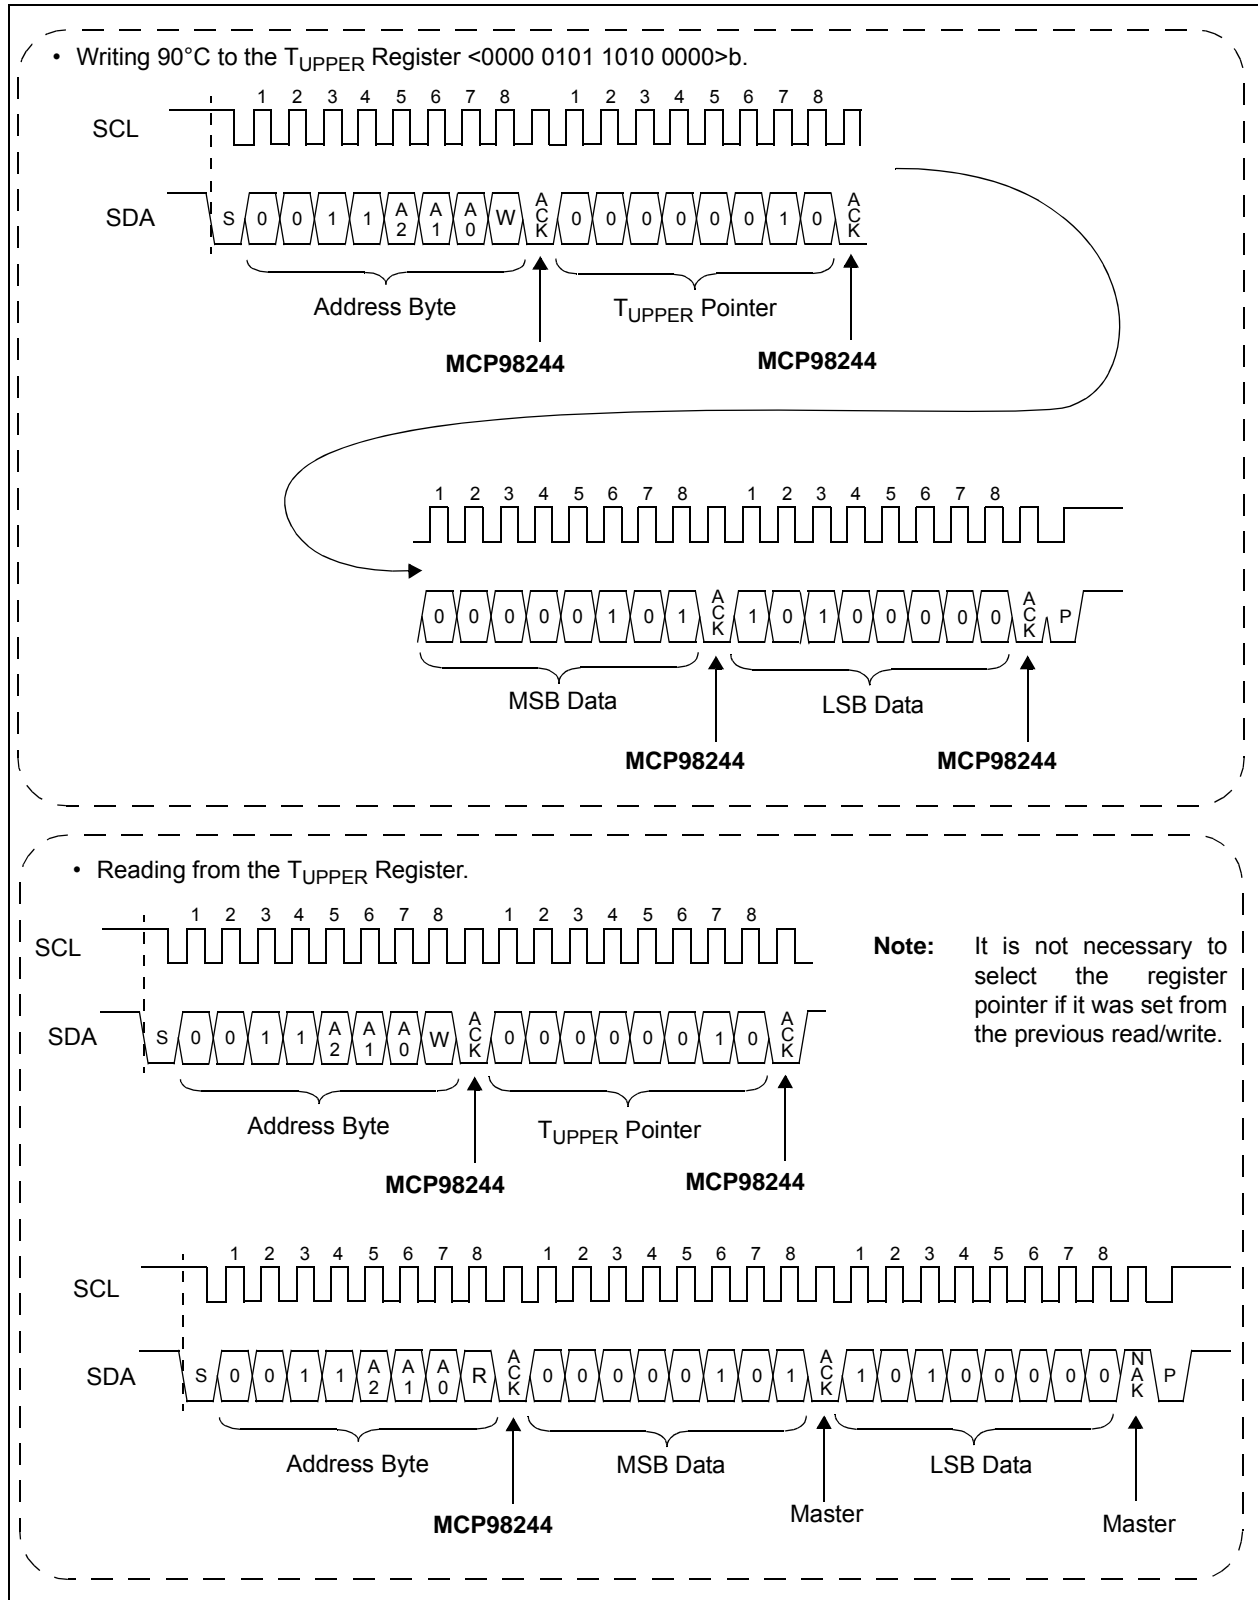 • Writing 90°C to the TUPPER Register <0000 0101 1010 0000>b.
1 2 3 4 5 6 7 8 1 2 3 4 5 6 7 8
SCL
SDA S 0 0 1 1 A2 A1 A0 W ACK 0 0 0 0 0 0 1 0 ACK
Address Byte TUPPER Pointer
MCP98244 MCP98244
1 2 3 4 5 6 7 8 1 2 3 4 5 6 7 8
0 0 0 0 0 1 0 1 ACK 1 0 1 0 0 0 0 0 ACK P
MSB Data LSB Data
MCP98244 MCP98244
• Reading from the TUPPER Register.
1 2 3 4 5 6 7 8 1 2 3 4 5 6 7 8
SCL
Note: It is not necessary to
select the register
pointer if it was set from
the previous read/write.
SDA S 0 0 1 1 A2 A1 A0 W ACK 0 0 0 0 0 0 1 0 ACK
Address Byte TUPPER Pointer
MCP98244 MCP98244
1 2 3 4 5 6 7 8 1 2 3 4 5 6 7 8 1 2 3 4 5 6 7 8
SCL
SDA S 0 0 1 1 A2 A1 A0 R ACK 0 0 0 0 0 1 0 1 ACK 1 0 1 0 0 0 0 0 NAK P
Address Byte MSB Data LSB Data
MCP98244 Master Master